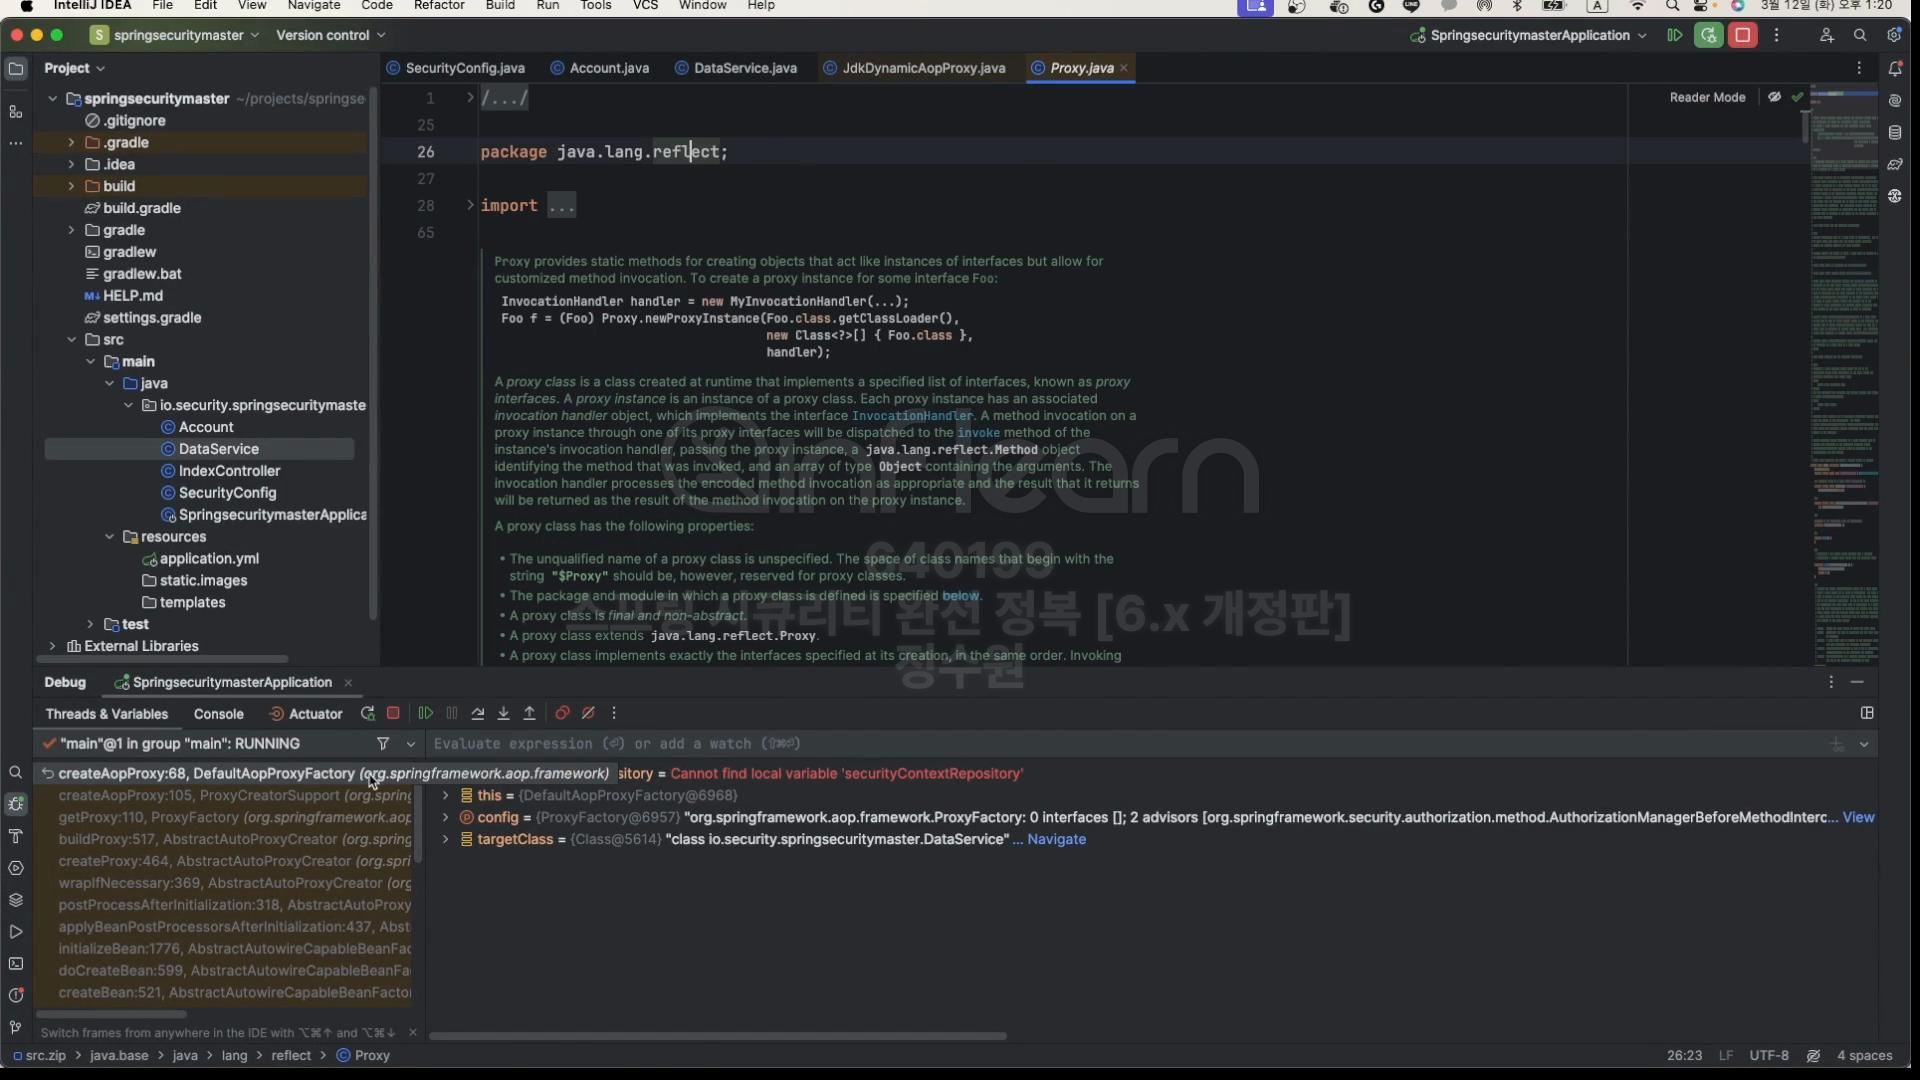 IntelliJ IDEA File Edit View Navigate Code Refactor Build Run Tools VCS Window Help 3월 12일 (화) 오후 1:20
S springsecuritymaster Version control SpringsecuritymasterApplication
Project
SecurityConfig.java Account.java DataService.java JdkDynamicAopProxy.java Proxy.java
springsecuritymaster ~/projects/springse
.gitignore
.gradle
.idea
build
build.gradle
gradle
gradlew
gradlew.bat
HELP.md
settings.gradle
src
main
java
io.security.springsecuritymaste
Account
DataService
IndexController
SecurityConfig
SpringsecuritymasterApplica
resources
application.yml
static.images
templates
test
External Libraries
Reader Mode
1 /.../
25
26 package java.lang.reflect;
27
28 import ...
65
Proxy provides static methods for creating objects that act like instances of interfaces but allow for
customized method invocation. To create a proxy instance for some interface Foo:
InvocationHandler handler = new MyInvocationHandler(...);
Foo f = (Foo) Proxy.newProxyInstance(Foo.class.getClassLoader(),
new Class<?>[] { Foo.class },
handler);
A proxy class is a class created at runtime that implements a specified list of interfaces, known as proxy
interfaces. A proxy instance is an instance of a proxy class. Each proxy instance has an associated
invocation handler object, which implements the interface InvocationHandler. A method invocation on a
proxy instance through one of its proxy interfaces will be dispatched to the invoke method of the
instance's invocation handler, passing the proxy instance, a java.lang.reflect.Method object
identifying the method that was invoked, and an array of type Object containing the arguments. The
invocation handler processes the encoded method invocation as appropriate and the result that it returns
will be returned as the result of the method invocation on the proxy instance.
A proxy class has the following properties:
• The unqualified name of a proxy class is unspecified. The space of class names that begin with the
string "$Proxy" should be, however, reserved for proxy classes.
• The package and module in which a proxy class is defined is specified below.
• A proxy class is final and non-abstract.
• A proxy class extends java.lang.reflect.Proxy.
• A proxy class implements exactly the interfaces specified at its creation, in the same order. Invoking
inflearn
640199
스프링 시큐리티 완전 정복 [6.x 개정판]
정수원
Debug SpringsecuritymasterApplication
Threads & Variables Console Actuator
"main"@1 in group "main": RUNNING
Evaluate expression (⏎) or add a watch (⇧⌘⏎)
createAopProxy:68, DefaultAopProxyFactory (org.springframework.aop.framework)
createAopProxy:105, ProxyCreatorSupport (org.spring
getProxy:110, ProxyFactory (org.springframework.aop
buildProxy:517, AbstractAutoProxyCreator (org.spring
createProxy:464, AbstractAutoProxyCreator (org.spri
wrapIfNecessary:369, AbstractAutoProxyCreator (org
postProcessAfterInitialization:318, AbstractAutoProxy
applyBeanPostProcessorsAfterInitialization:437, Abst
initializeBean:1776, AbstractAutowireCapableBeanFac
doCreateBean:599, AbstractAutowireCapableBeanFa
createBean:521, AbstractAutowireCapableBeanFactor
Switch frames from anywhere in the IDE with ⌥⌘↑ and ⌥⌘↓
sitory = Cannot find local variable 'securityContextRepository'
this = {DefaultAopProxyFactory@6968}
config = {ProxyFactory@6957} "org.springframework.aop.framework.ProxyFactory: 0 interfaces []; 2 advisors [org.springframework.security.authorization.method.AuthorizationManagerBeforeMethodInterc... View
targetClass = {Class@5614} "class io.security.springsecuritymaster.DataService" ... Navigate
src.zip > java.base > java > lang > reflect > Proxy
26:23 LF UTF-8 4 spaces